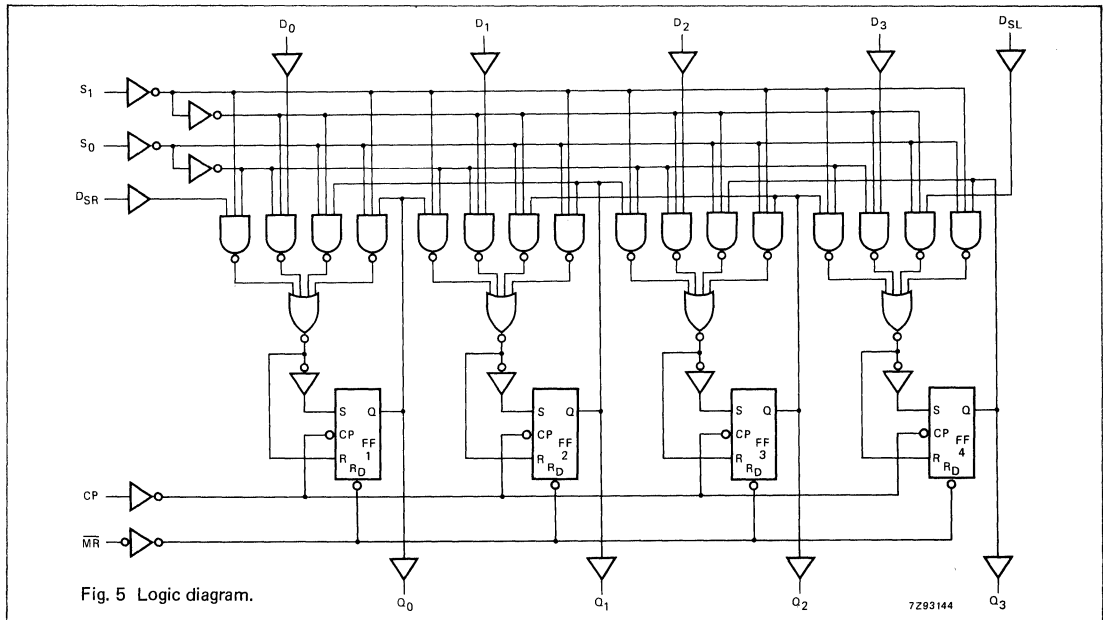 D0 D1 D2 D3 DSL
S1
S0
DSR
S Q S Q S Q S Q
CP CP CP CP
FF FF FF FF
1 2 3 4
R R R R
RD RD RD RD
CP
MR
Fig. 5 Logic diagram.
Q0 Q1 Q2 Q3
7Z93144